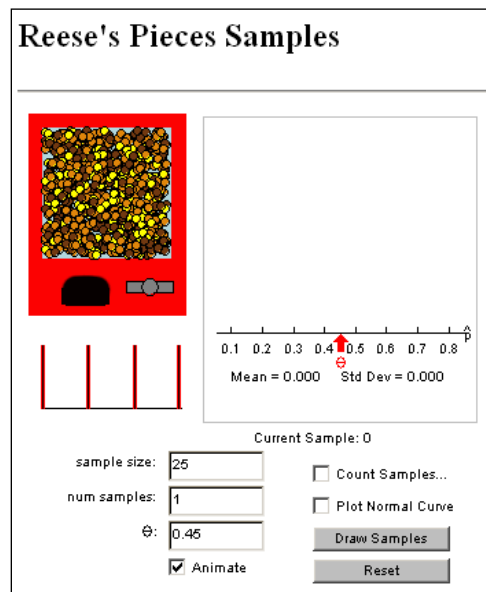 Reese's Pieces Samples
0.1 0.2 0.3 0.4 0.5 0.6 0.7 0.8 p̂
θ
Mean = 0.000 Std Dev = 0.000
Current Sample: 0
sample size: 25
Count Samples...
num samples: 1
Plot Normal Curve
θ: 0.45
Draw Samples
Animate
Reset